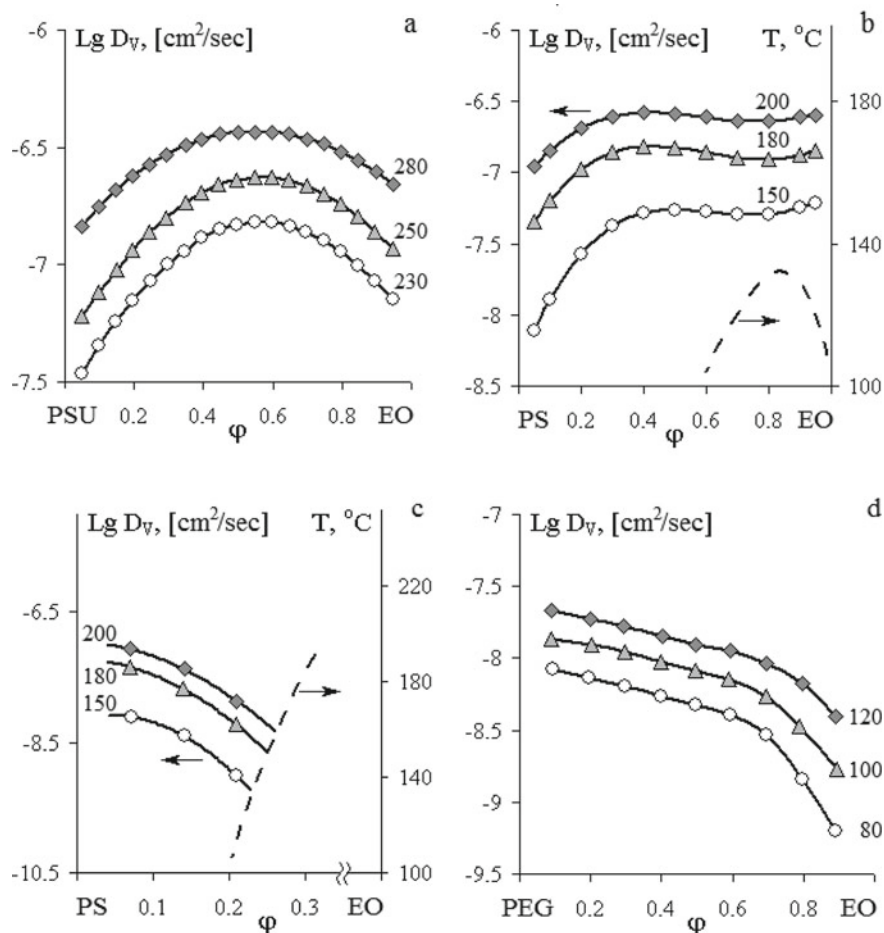 a
Lg Dᵥ, [cm²/sec]
-6
-6.5
-7
-7.5
280
250
230
PSU 0.2 0.4 0.6 0.8 EO
φ
b
Lg Dᵥ, [cm²/sec] T, °C
-6
-6.5
-7
-7.5
-8
-8.5
200
180
150
180
140
100
PS 0.2 0.4 0.6 0.8 EO
φ
c
Lg Dᵥ, [cm²/sec] T, °C
-6.5
-8.5
-10.5
200
180
150
220
180
140
100
PS 0.1 0.2 0.3 EO
φ
d
Lg Dᵥ, [cm²/sec]
-7
-7.5
-8
-8.5
-9
-9.5
120
100
80
PEG 0.2 0.4 0.6 0.8 EO
φ